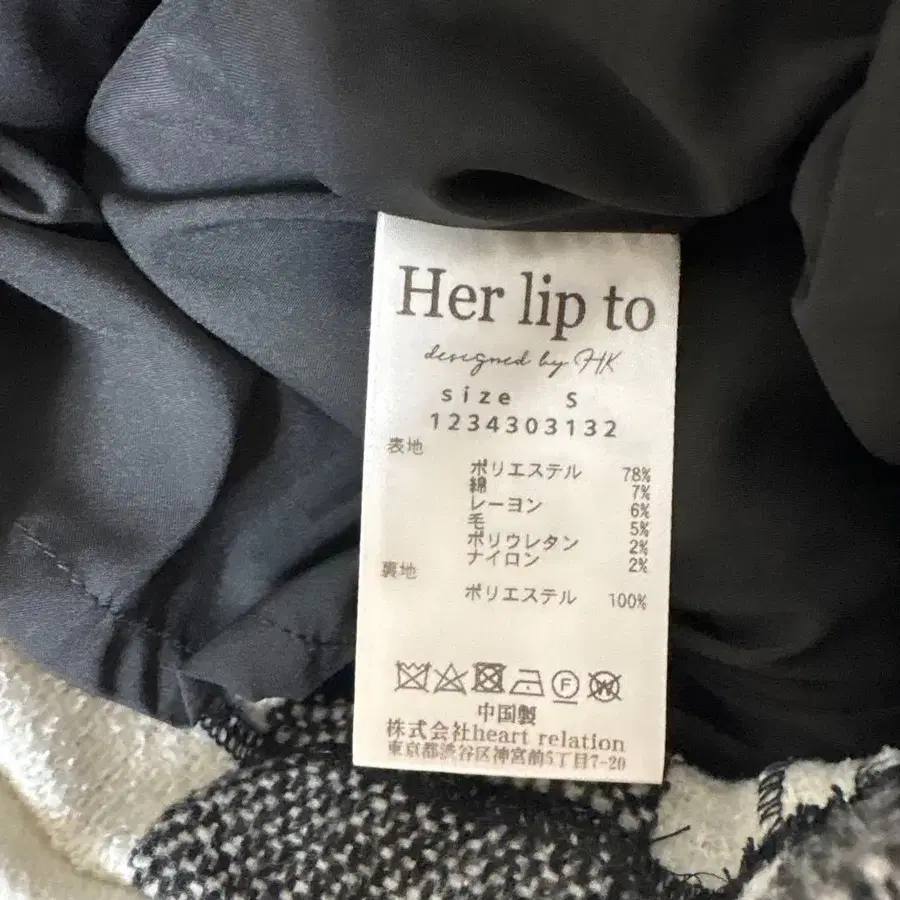 Her lip to
designed by HK
size S
1234303132
表地
ポリエステル 78%
綿 7%
レーヨン 6%
毛 5%
ポリウレタン 2%
ナイロン 2%
裏地
ポリエステル 100%
F W
中国製
株式会社heart relation
東京都渋谷区神宮前5丁目7-20